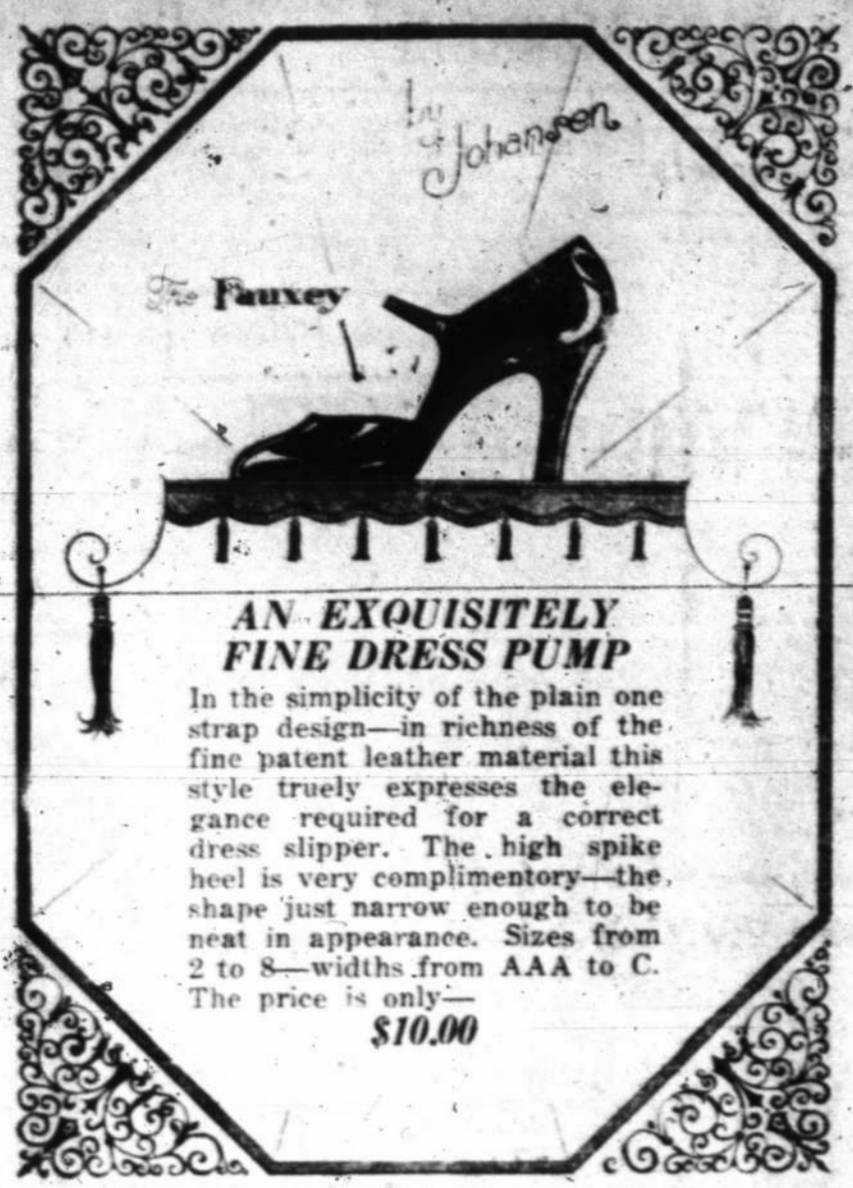 by
Johansen
The Fauxey
AN EXQUISITELY
FINE DRESS PUMP
In the simplicity of the plain one
strap design—in richness of the
fine patent leather material this
style truely expresses the ele-
gance required for a correct
dress slipper. The high spike
heel is very complimentory—the
shape just narrow enough to be
neat in appearance. Sizes from
2 to 8—widths from AAA to C.
The price is only—
$10.00